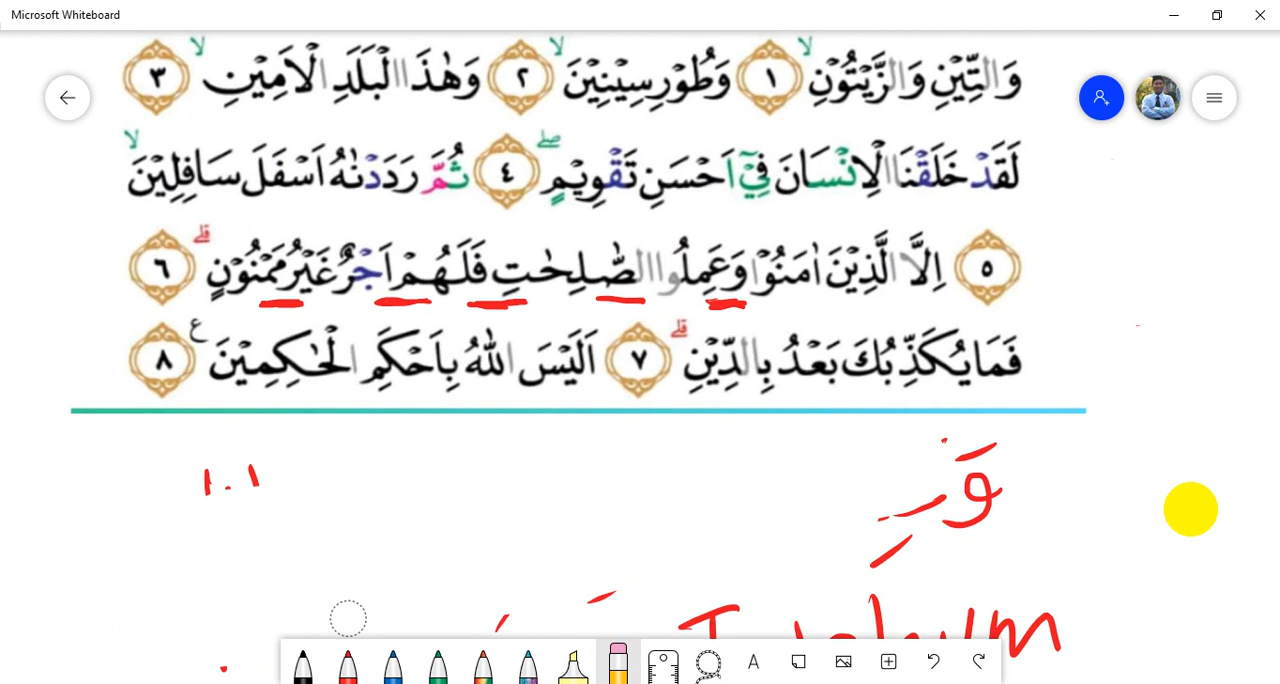 Microsoft Whiteboard
وَالتِّيْنِ وَالزَّيْتُوْنِۙ ١ وَطُوْرِ سِيْنِيْنَۙ ٢ وَهٰذَا الْبَلَدِ الْاَمِيْنِۙ ٣
لَقَدْ خَلَقْنَا الْاِنْسَانَ فِيْٓ اَحْسَنِ تَقْوِيْمٍۖ ٤ ثُمَّ رَدَدْنٰهُ اَسْفَلَ سَافِلِيْنَۙ
٥ اِلَّا الَّذِيْنَ اٰمَنُوْا وَعَمِلُوا الصّٰلِحٰتِ فَلَهُمْ اَجْرٌ غَيْرُ مَمْنُوْنٍۗ ٦
فَمَا يُكَذِّبُكَ بَعْدُ بِالدِّيْنِۗ ٧ اَلَيْسَ اللّٰهُ بِاَحْكَمِ الْحٰكِمِيْنَ ࣖ ٨